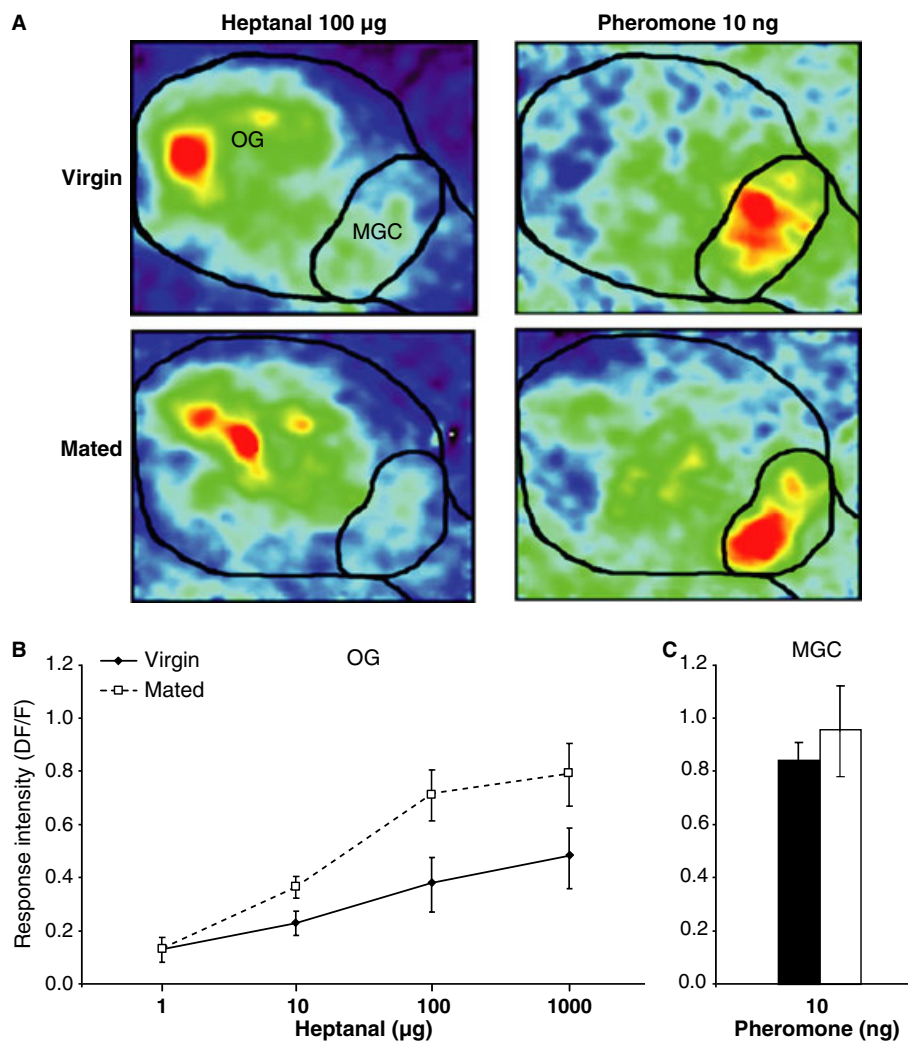 A
Heptanal 100 µg
Pheromone 10 ng
Virgin
OG
MGC
Mated
B
Virgin
Mated
OG
1.2
1.0
0.8
0.6
0.4
0.2
0.0
Response intensity (DF/F)
1 10 100 1000
Heptanal (µg)
C
MGC
1.2
1.0
0.8
0.6
0.4
0.2
0.0
10
Pheromone (ng)